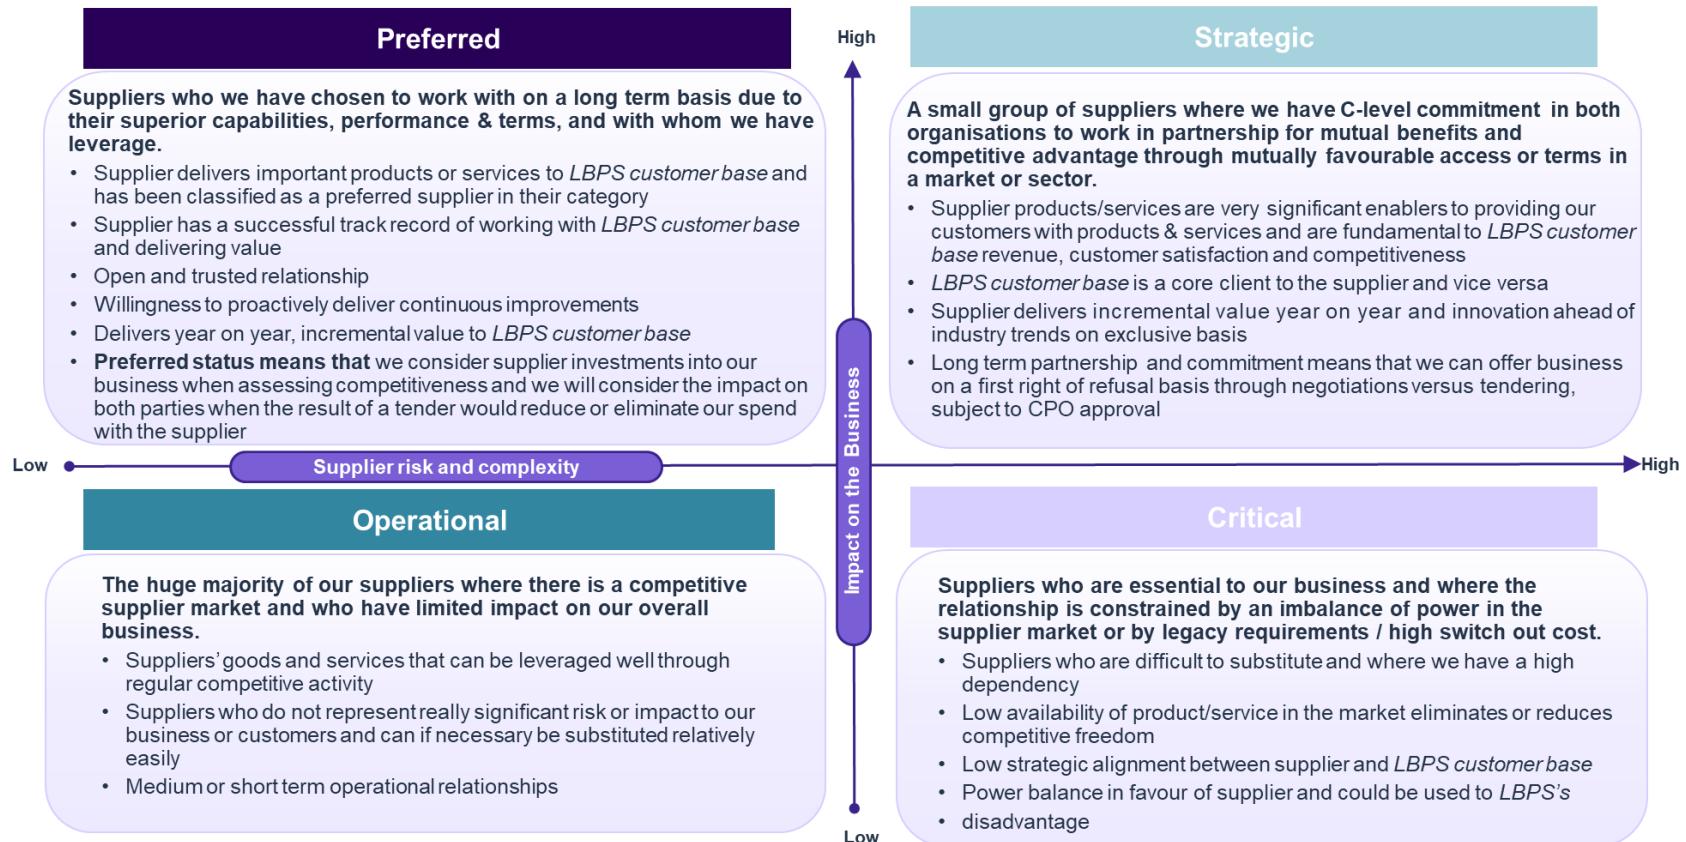 Preferred
Suppliers who we have chosen to work with on a long term basis due to
their superior capabilities, performance & terms, and with whom we have
leverage.
• Supplier delivers important products or services to LBPS customer base and
has been classified as a preferred supplier in their category
• Supplier has a successful track record of working with LBPS customer base
and delivering value
• Open and trusted relationship
• Willingness to proactively deliver continuous improvements
• Delivers year on year, incremental value to LBPS customer base
• Preferred status means that we consider supplier investments into our
business when assessing competitiveness and we will consider the impact on
both parties when the result of a tender would reduce or eliminate our spend
with the supplier
High
Strategic
A small group of suppliers where we have C-level commitment in both
organisations to work in partnership for mutual benefits and
competitive advantage through mutually favourable access or terms in
a market or sector.
• Supplier products/services are very significant enablers to providing our
customers with products & services and are fundamental to LBPS customer
base revenue, customer satisfaction and competitiveness
• LBPS customer base is a core client to the supplier and vice versa
• Supplier delivers incremental value year on year and innovation ahead of
industry trends on exclusive basis
• Long term partnership and commitment means that we can offer business
on a first right of refusal basis through negotiations versus tendering,
subject to CPO approval
Low
Supplier risk and complexity
Impact on the Business
High
Operational
The huge majority of our suppliers where there is a competitive
supplier market and who have limited impact on our overall
business.
• Suppliers' goods and services that can be leveraged well through
regular competitive activity
• Suppliers who do not represent really significant risk or impact to our
business or customers and can if necessary be substituted relatively
easily
• Medium or short term operational relationships
Low
Critical
Suppliers who are essential to our business and where the
relationship is constrained by an imbalance of power in the
supplier market or by legacy requirements / high switch out cost.
• Suppliers who are difficult to substitute and where we have a high
dependency
• Low availability of product/service in the market eliminates or reduces
competitive freedom
• Low strategic alignment between supplier and LBPS customer base
• Power balance in favour of supplier and could be used to LBPS's
• disadvantage